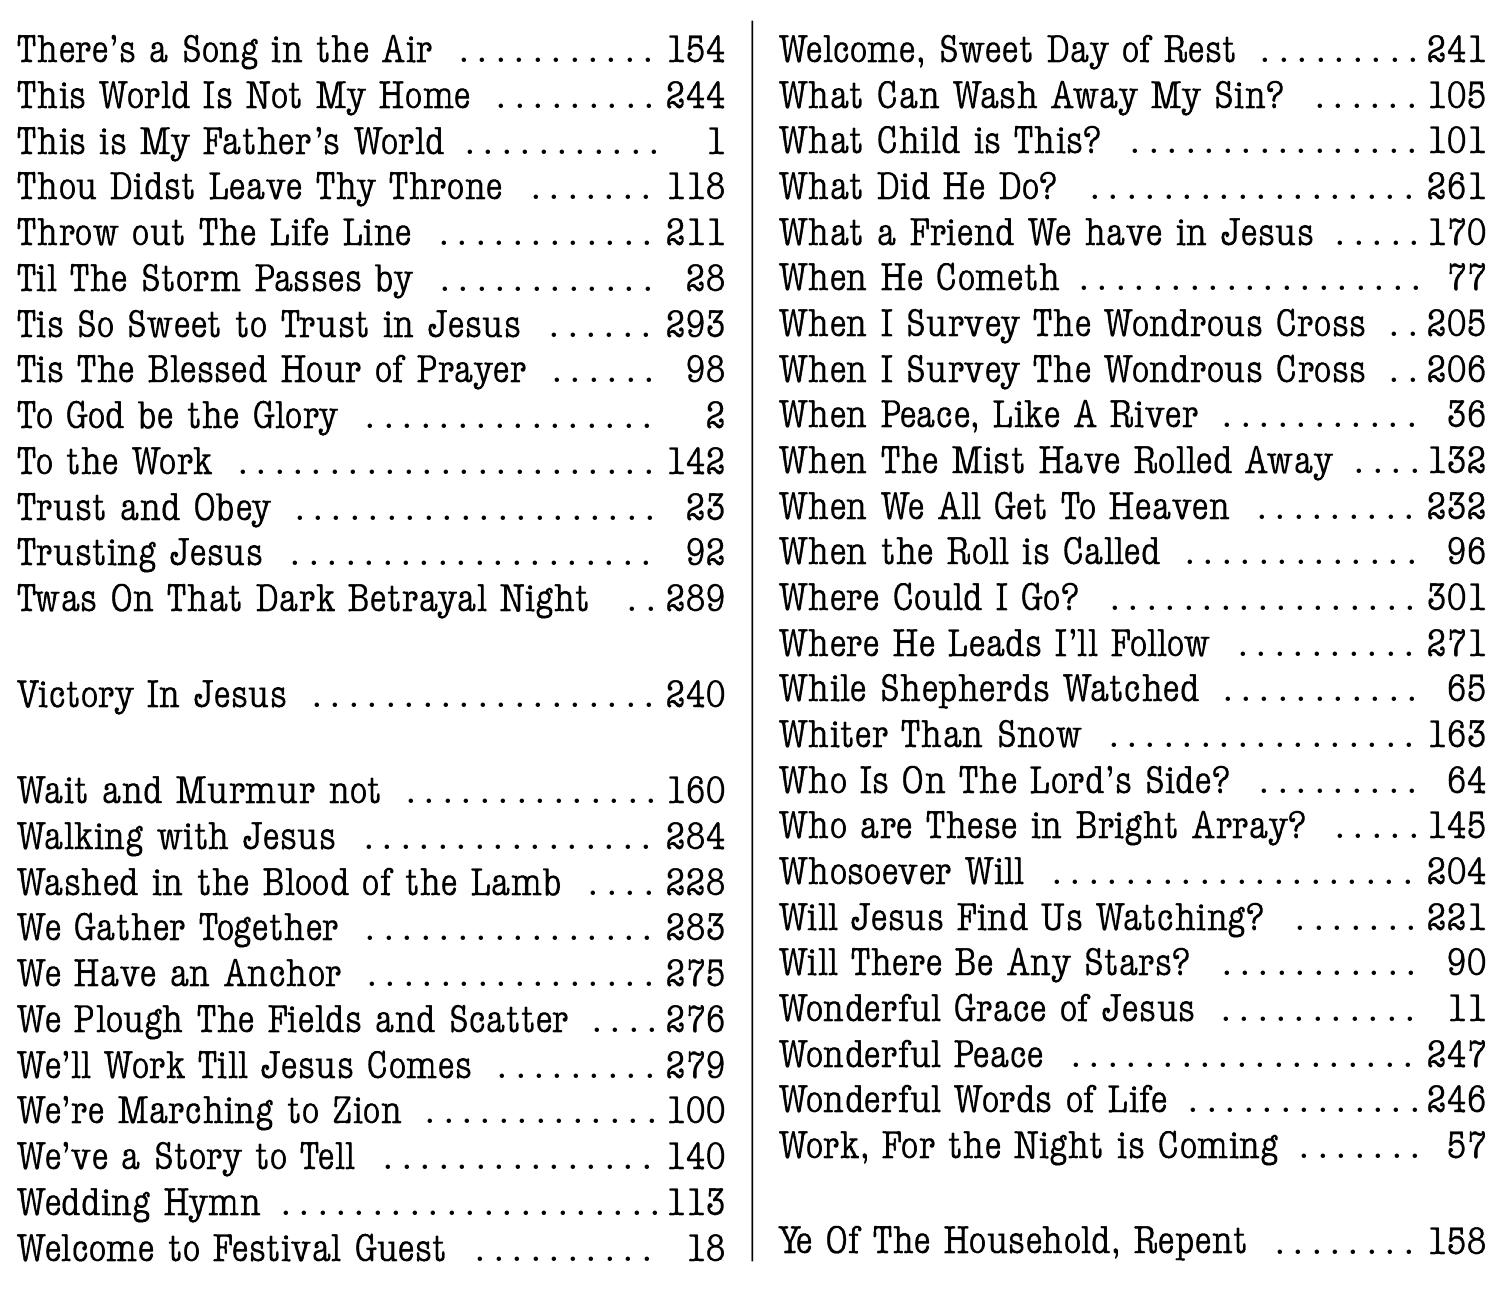 There's a Song in the Air ........... 154
This World Is Not My Home ......... 244
This is My Father's World ........... 1
Thou Didst Leave Thy Throne ....... 118
Throw out The Life Line ............ 211
Til The Storm Passes by ............ 28
Tis So Sweet to Trust in Jesus ...... 293
Tis The Blessed Hour of Prayer ...... 98
To God be the Glory ................ 2
To the Work ....................... 142
Trust and Obey .................... 23
Trusting Jesus .................... 92
Twas On That Dark Betrayal Night .. 289
Victory In Jesus ................... 240
Wait and Murmur not .............. 160
Walking with Jesus ................ 284
Washed in the Blood of the Lamb .... 228
We Gather Together ................ 283
We Have an Anchor ................ 275
We Plough The Fields and Scatter .... 276
We'll Work Till Jesus Comes ......... 279
We're Marching to Zion ............. 100
We've a Story to Tell ............... 140
Wedding Hymn ..................... 113
Welcome to Festival Guest .......... 18
Welcome, Sweet Day of Rest ......... 241
What Can Wash Away My Sin? ...... 105
What Child is This? ................ 101
What Did He Do? .................. 261
What a Friend We have in Jesus ..... 170
When He Cometh ................... 77
When I Survey The Wondrous Cross .. 205
When I Survey The Wondrous Cross .. 206
When Peace, Like A River ........... 36
When The Mist Have Rolled Away .... 132
When We All Get To Heaven ......... 232
When the Roll is Called ............. 96
Where Could I Go? ................. 301
Where He Leads I'll Follow .......... 271
While Shepherds Watched ........... 65
Whiter Than Snow ................. 163
Who Is On The Lord's Side? ......... 64
Who are These in Bright Array? ..... 145
Whosoever Will .................... 204
Will Jesus Find Us Watching? ....... 221
Will There Be Any Stars? ........... 90
Wonderful Grace of Jesus ........... 11
Wonderful Peace ................... 247
Wonderful Words of Life ............. 246
Work, For the Night is Coming ....... 57
Ye Of The Household, Repent ........ 158